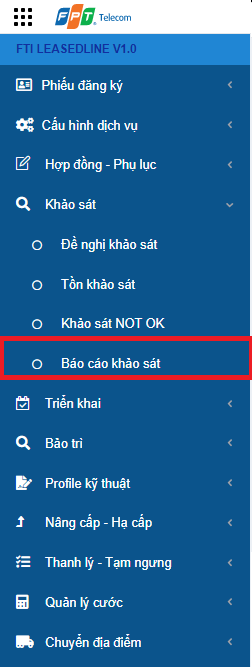 FPT Telecom
FTI LEASEDLINE V1.0
Phiếu đăng ký
Cấu hình dịch vụ
Hợp đồng - Phụ lục
Khảo sát
Đề nghị khảo sát
Tồn khảo sát
Khảo sát NOT OK
Báo cáo khảo sát
Triển khai
Bảo trì
Profile kỹ thuật
Nâng cấp - Hạ cấp
Thanh lý - Tạm ngưng
Quản lý cước
Chuyển địa điểm